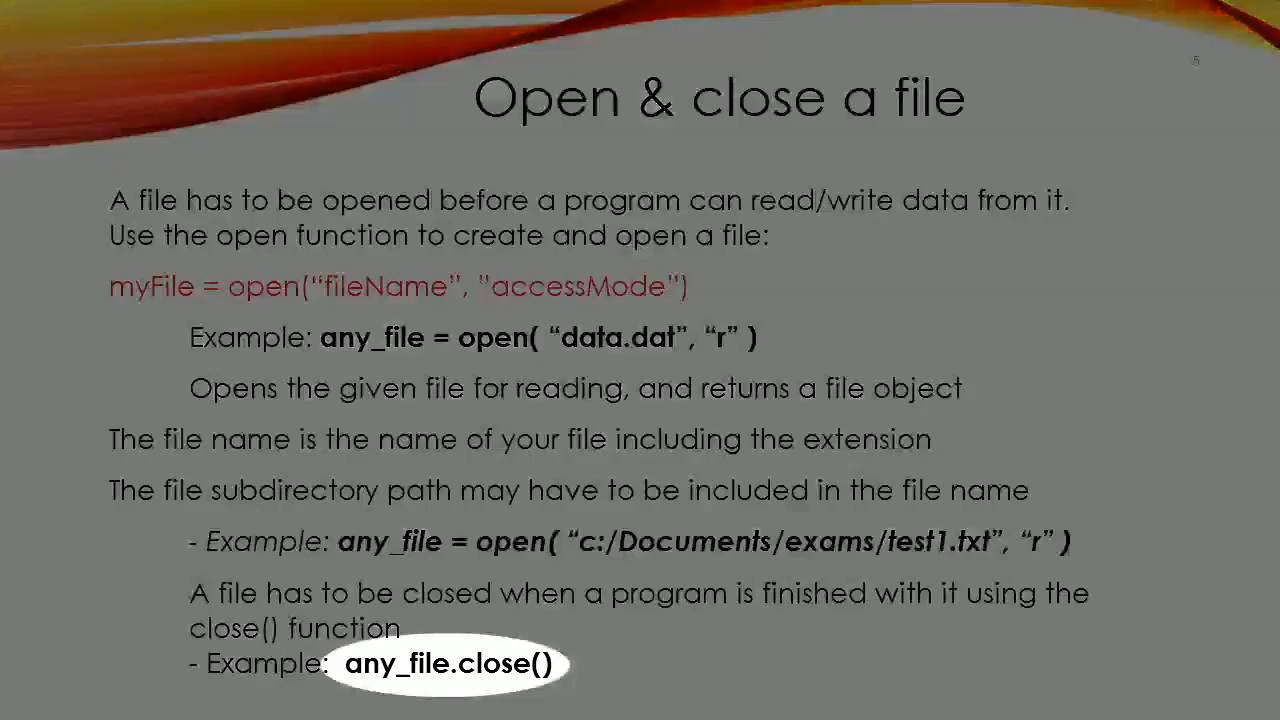 5
Open & close a file
A file has to be opened before a program can read/write data from it.
Use the open function to create and open a file:
myFile = open(“fileName”, ”accessMode”)
Example: any_file = open( “data.dat”, “r” )
Opens the given file for reading, and returns a file object
The file name is the name of your file including the extension
The file subdirectory path may have to be included in the file name
- Example: any_file = open( “c:/Documents/exams/test1.txt”, “r” )
A file has to be closed when a program is finished with it using the
close() function
- Example: any_file.close()